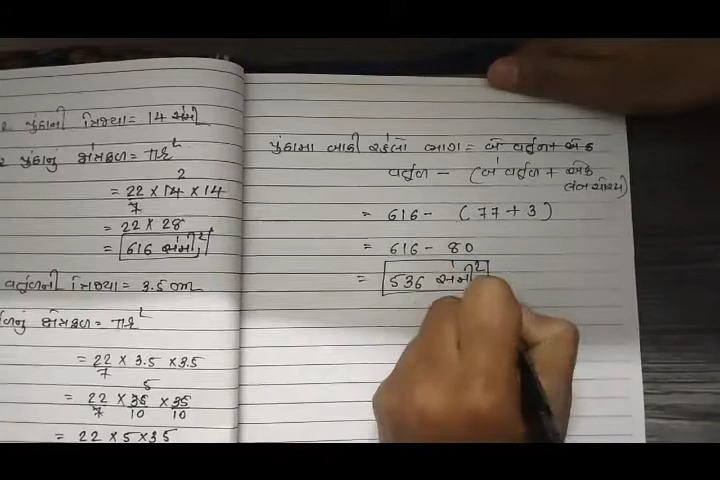 પૂંઠાની ત્રિજ્યા = 14 સેમી
પૂંઠાનું ક્ષેત્રફળ = πr²
= 22/7 × 14 × 14 2
= 22 × 28
= 616 સેમી²
વર્તુળની ત્રિજ્યા = 3.5 cm
ક્ષેત્રફળ = πr²
= 22/7 × 3.5 × 3.5
= 22/7 × 35/10 × 35/10 5
= 22 × 5 × 35
પૂંઠામા બાકી રહેલો ભાગ = બે વર્તુળ + એક
વર્તુળ - (બે વર્તુળ + એક
લંબચોરસ)
= 616 - (77 + 3)
= 616 - 80
= 536 સેમી²